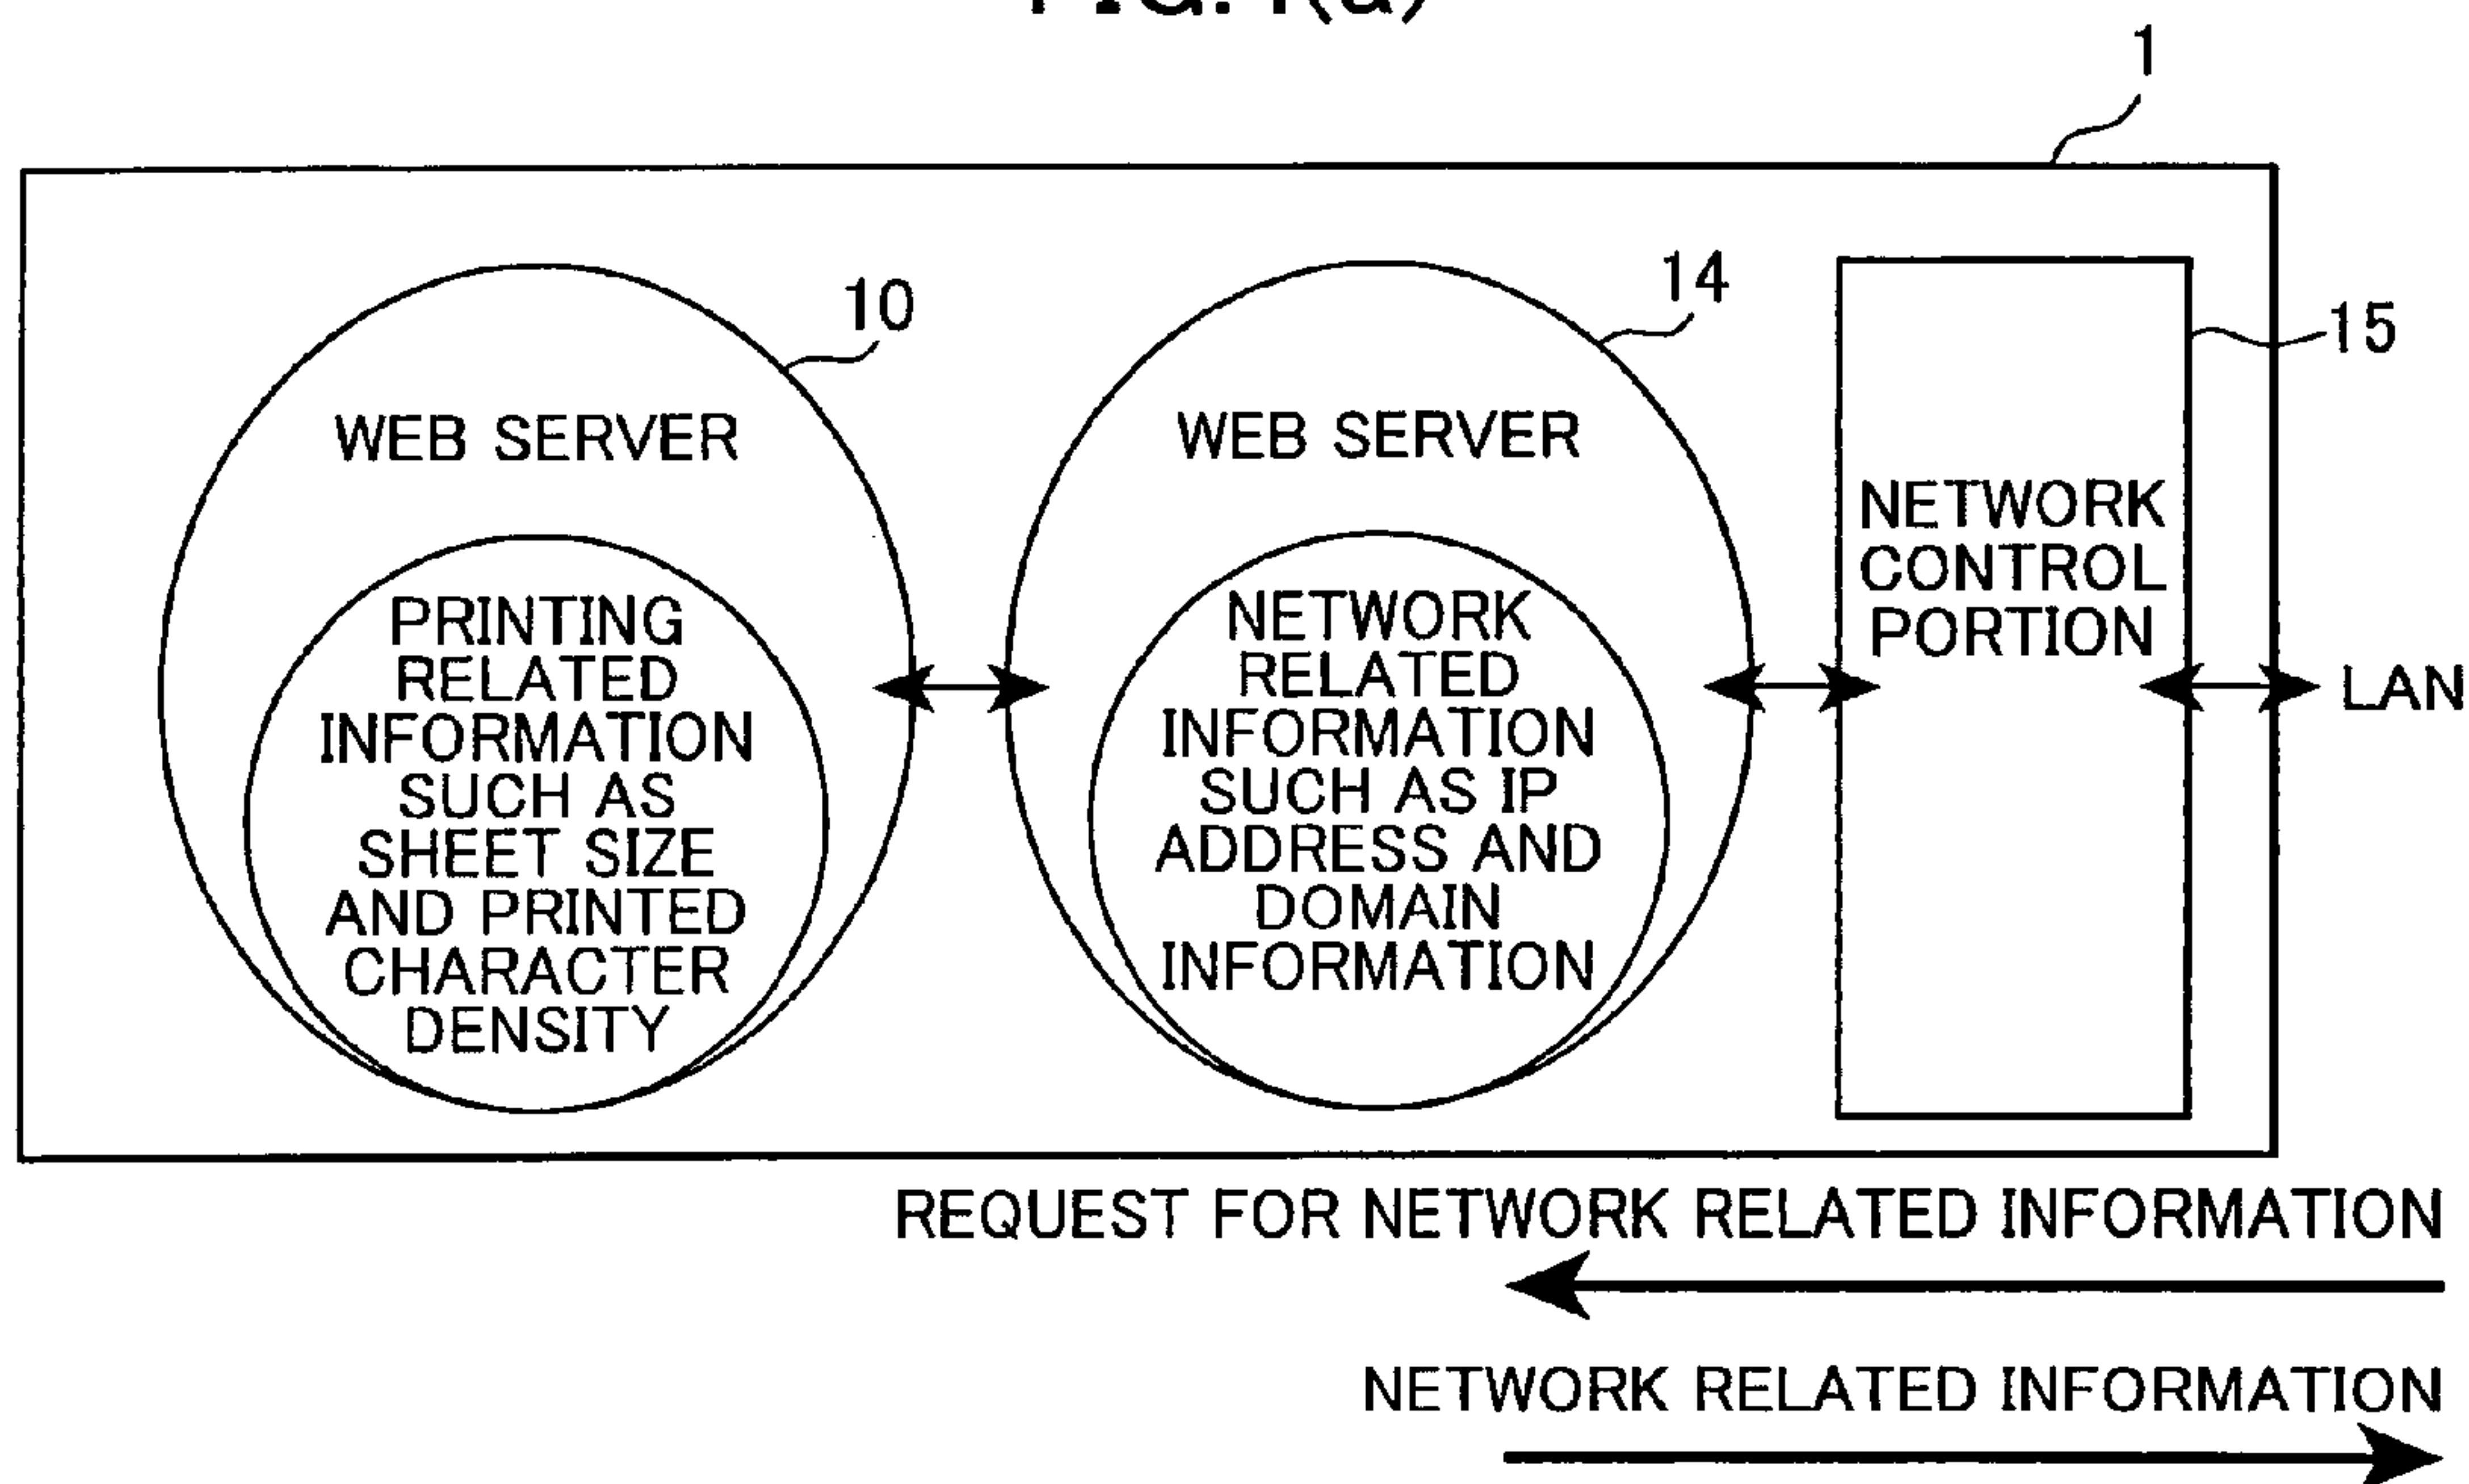 1
10
14
15
WEB SERVER
PRINTING
RELATED
INFORMATION
SUCH AS
SHEET SIZE
AND PRINTED
CHARACTER
DENSITY
WEB SERVER
NETWORK
RELATED
INFORMATION
SUCH AS IP
ADDRESS AND
DOMAIN
INFORMATION
NETWORK
CONTROL
PORTION
LAN
REQUEST FOR NETWORK RELATED INFORMATION
NETWORK RELATED INFORMATION